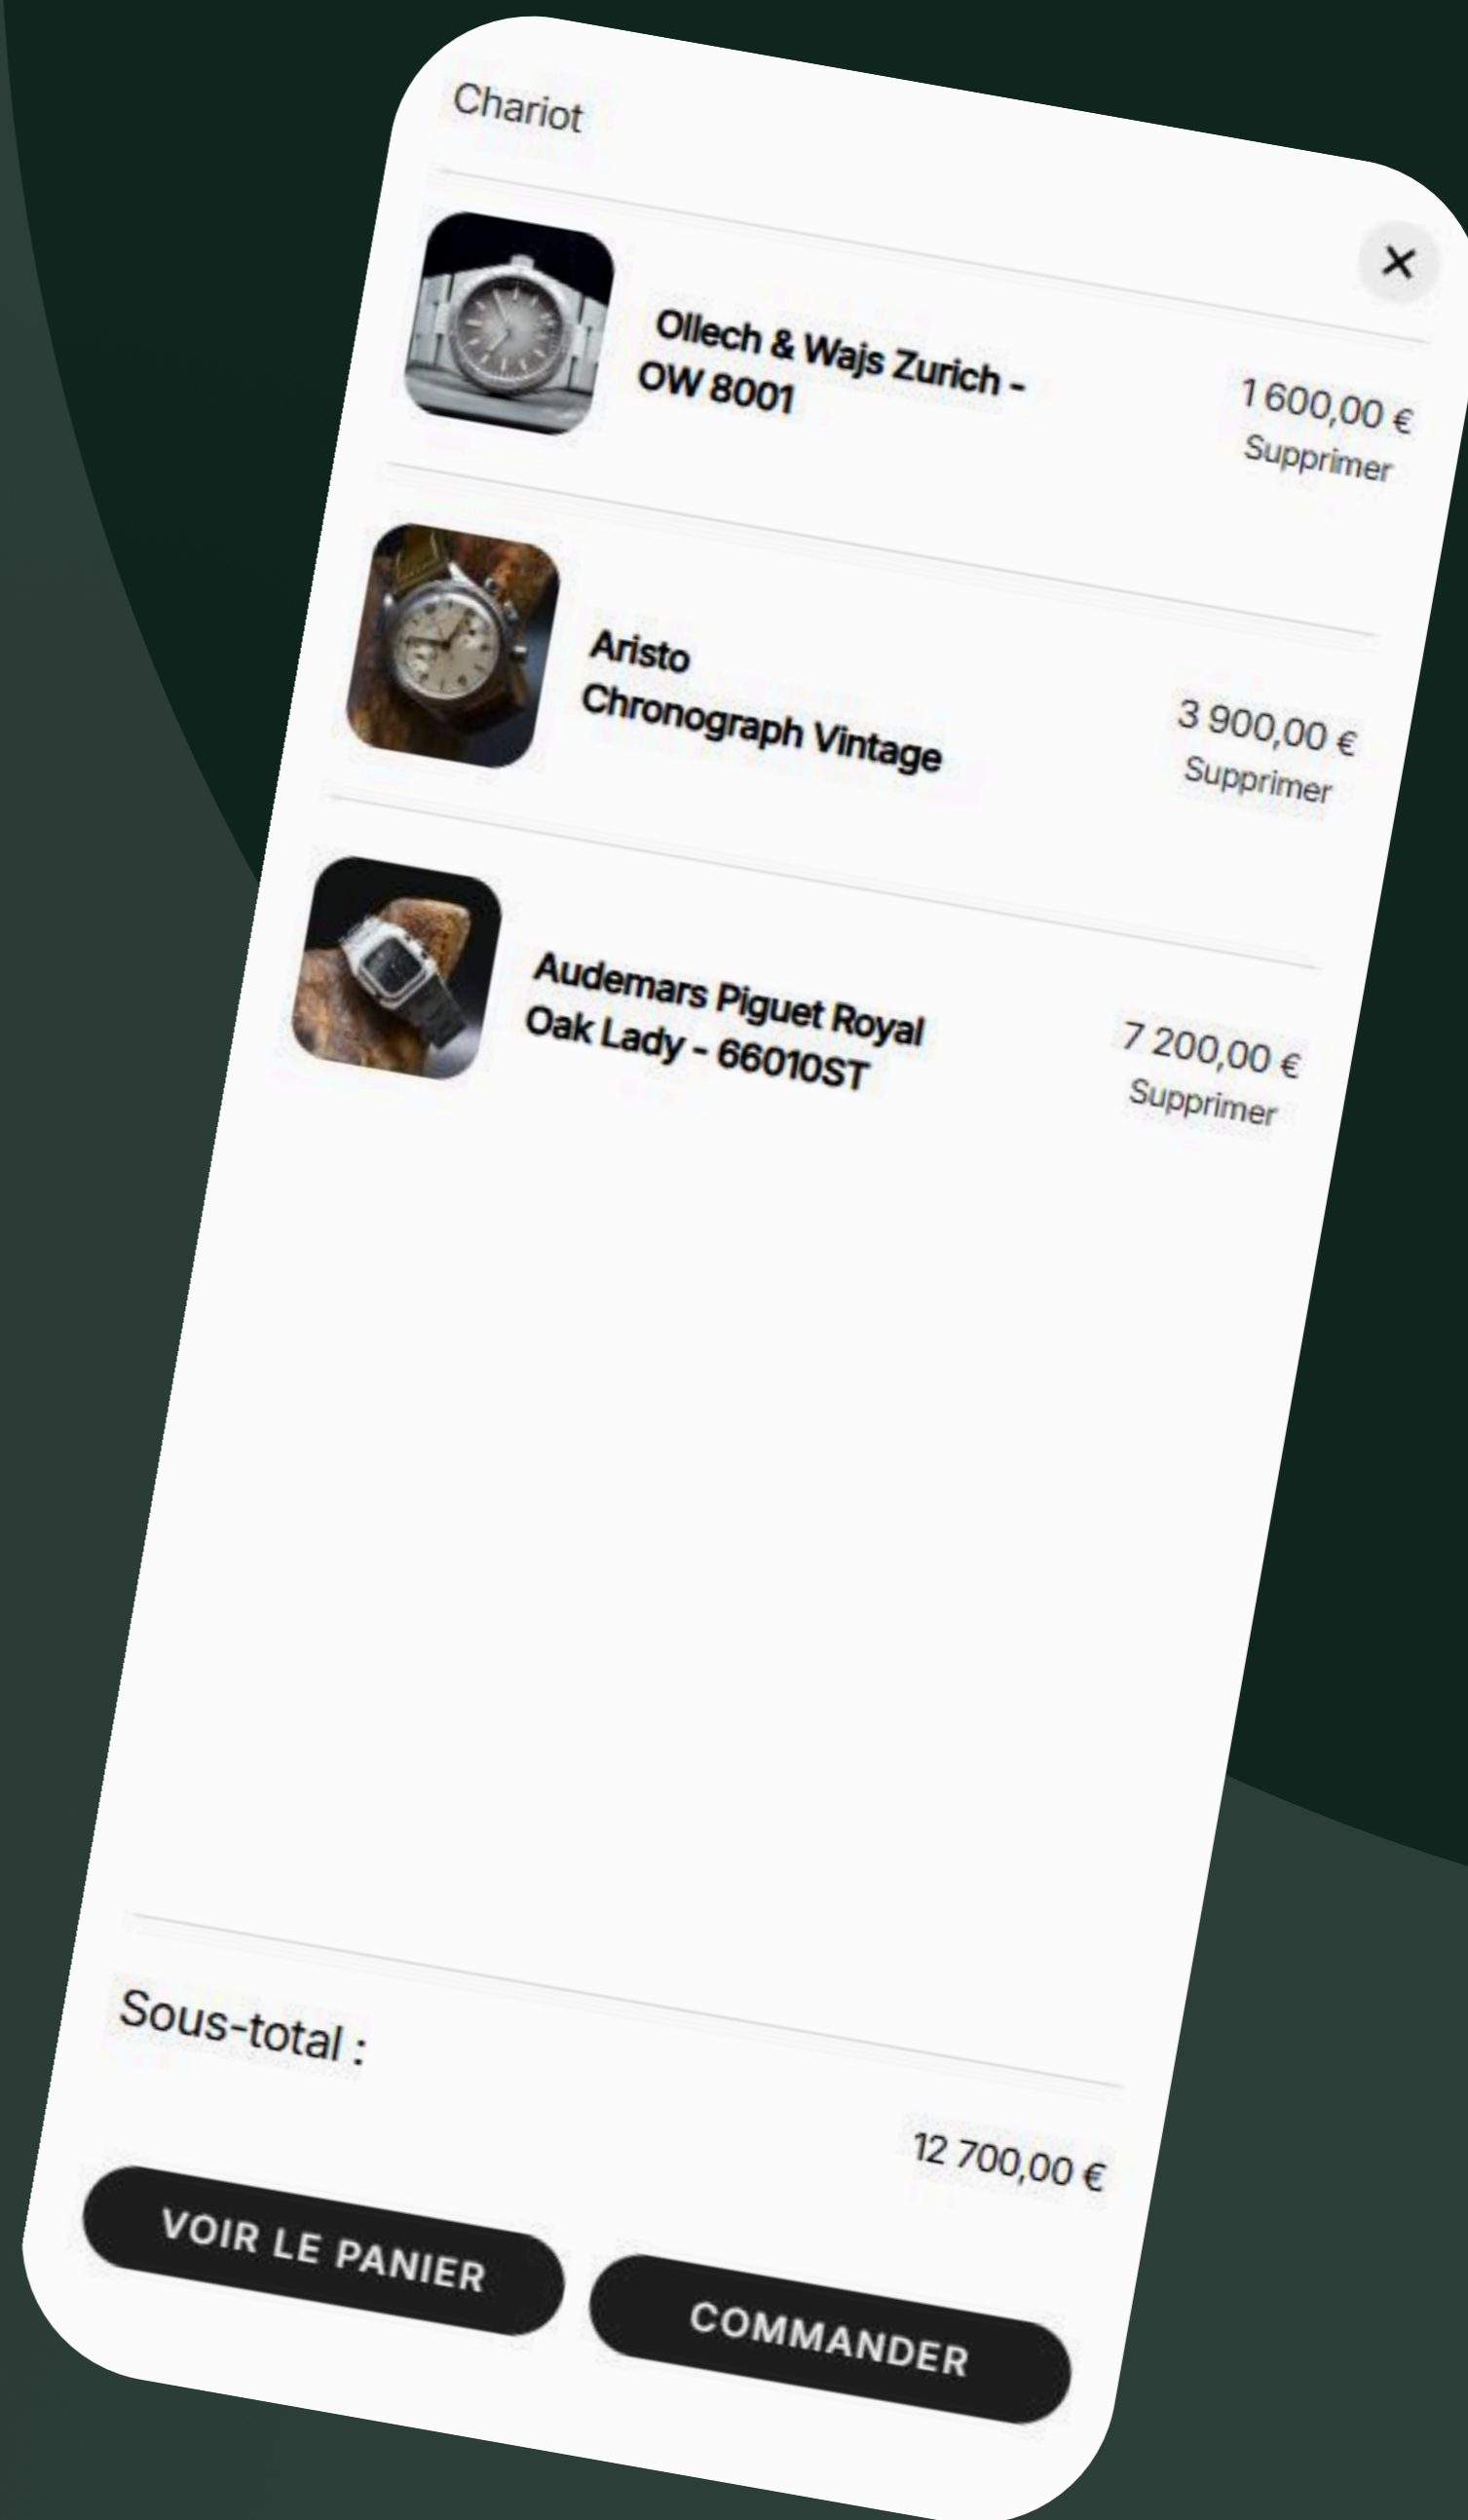 Chariot
Ollech & Wajs Zurich -
OW 8001
1 600,00 €
Supprimer
Aristo
Chronograph Vintage
3 900,00 €
Supprimer
Audemars Piguet Royal
Oak Lady - 66010ST
7 200,00 €
Supprimer
Sous-total :
12 700,00 €
VOIR LE PANIER
COMMANDER